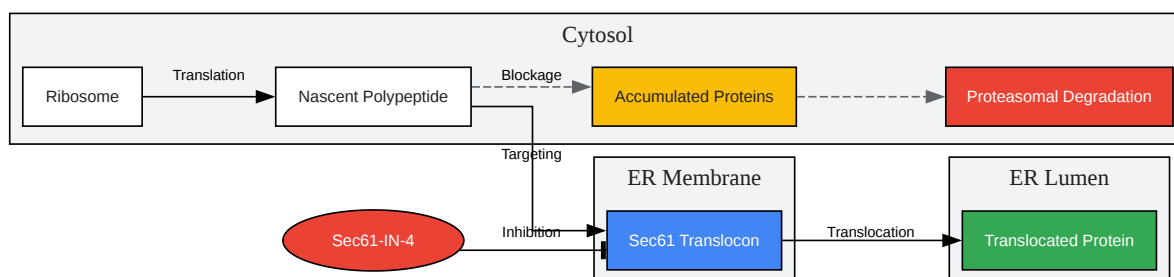 Cytosol
Ribosome
Translation
Nascent Polypeptide
Blockage
Accumulated Proteins
Proteasomal Degradation
Targeting
ER Membrane
ER Lumen
Sec61-IN-4
Inhibition
Sec61 Translocon
Translocation
Translocated Protein